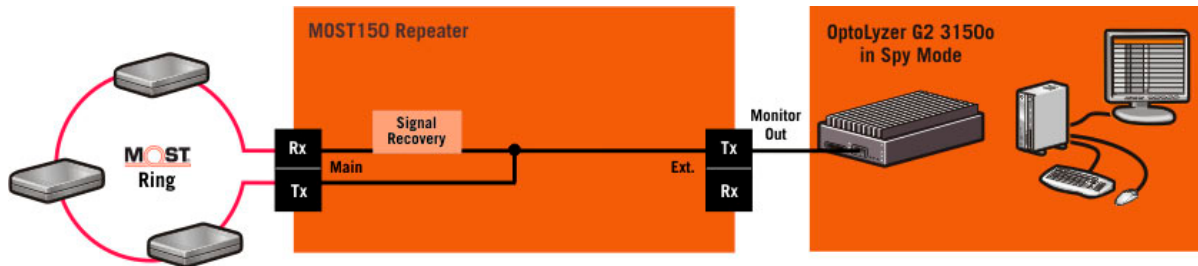 MOST150 Repeater
OptoLyzer G2 3150o
in Spy Mode
Signal
Recovery
Monitor
Out
Rx
Main
Tx
Ext.
Tx
Rx
MOST
Ring